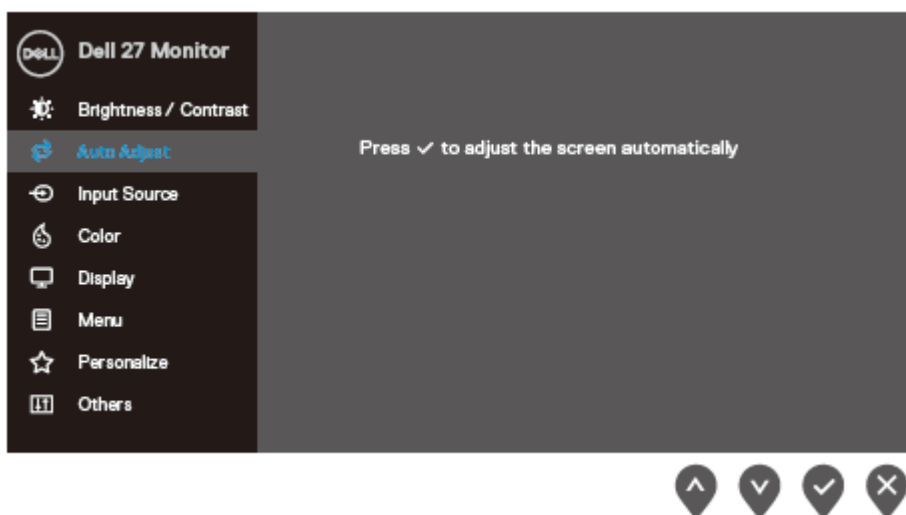 DELL Dell 27 Monitor
Brightness / Contrast
Auto Adjust
Press ✓ to adjust the screen automatically
Input Source
Color
Display
Menu
Personalize
Others